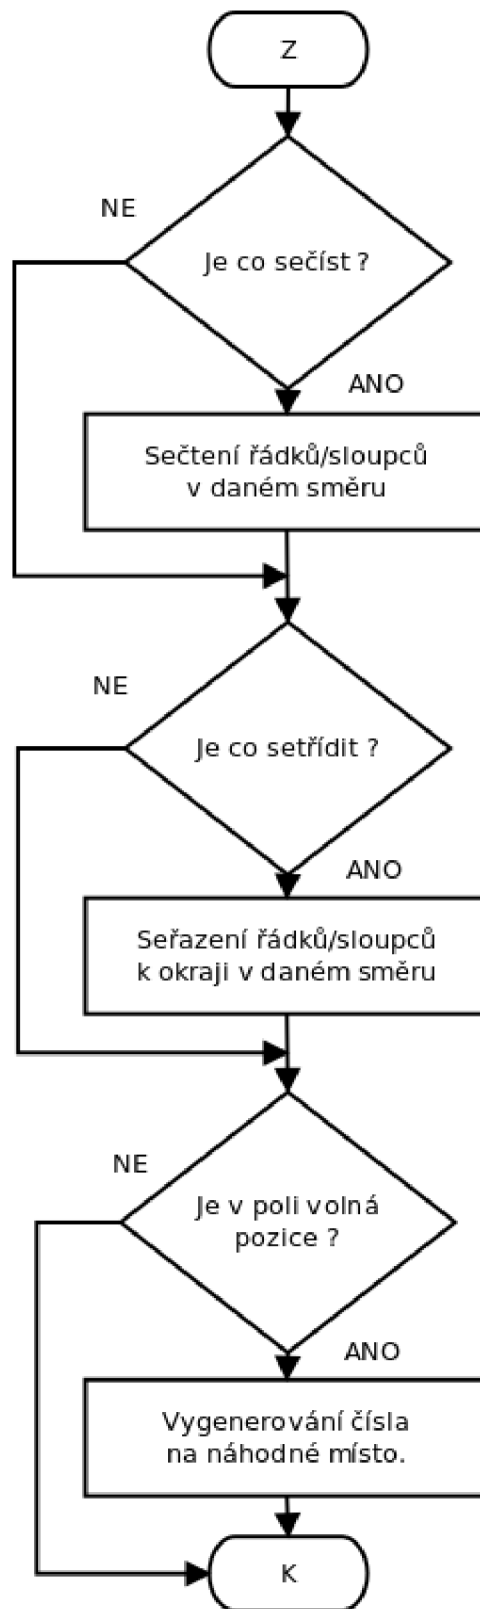 Z
NE
Je co sečíst ?
ANO
Sečtení řádků/sloupců
v daném směru
NE
Je co setřídit ?
ANO
Seřazení řádků/sloupců
k okraji v daném směru
NE
Je v poli volná
pozice ?
ANO
Vygenerování čísla
na náhodné místo.
K